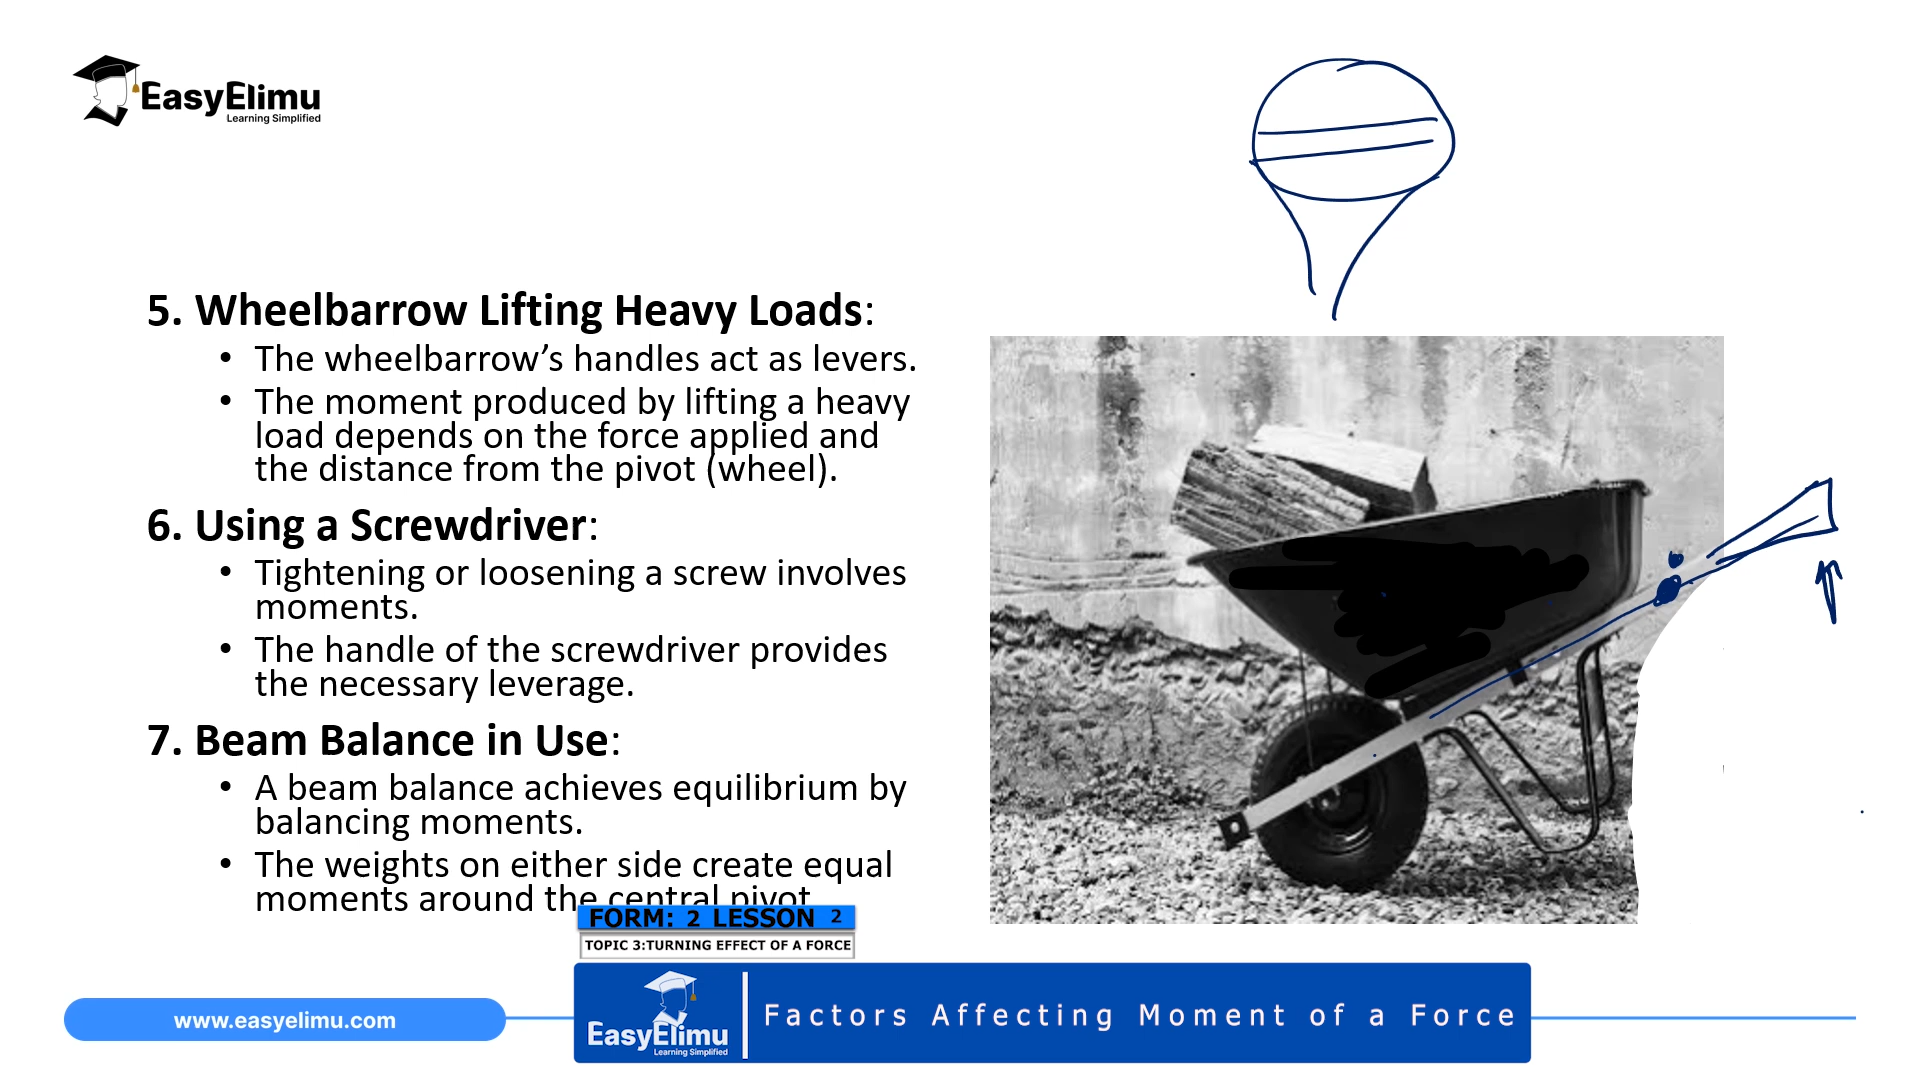 EasyElimu
Learning Simplified
5. Wheelbarrow Lifting Heavy Loads:
• The wheelbarrow’s handles act as levers.
• The moment produced by lifting a heavy
load depends on the force applied and
the distance from the pivot (wheel).
6. Using a Screwdriver:
• Tightening or loosening a screw involves
moments.
• The handle of the screwdriver provides
the necessary leverage.
7. Beam Balance in Use:
• A beam balance achieves equilibrium by
balancing moments.
• The weights on either side create equal
moments around the central pivot
FORM: 2 LESSON 2
TOPIC 3:TURNING EFFECT OF A FORCE
www.easyelimu.com
EasyElimu
Learning Simplified
Factors Affecting Moment of a Force